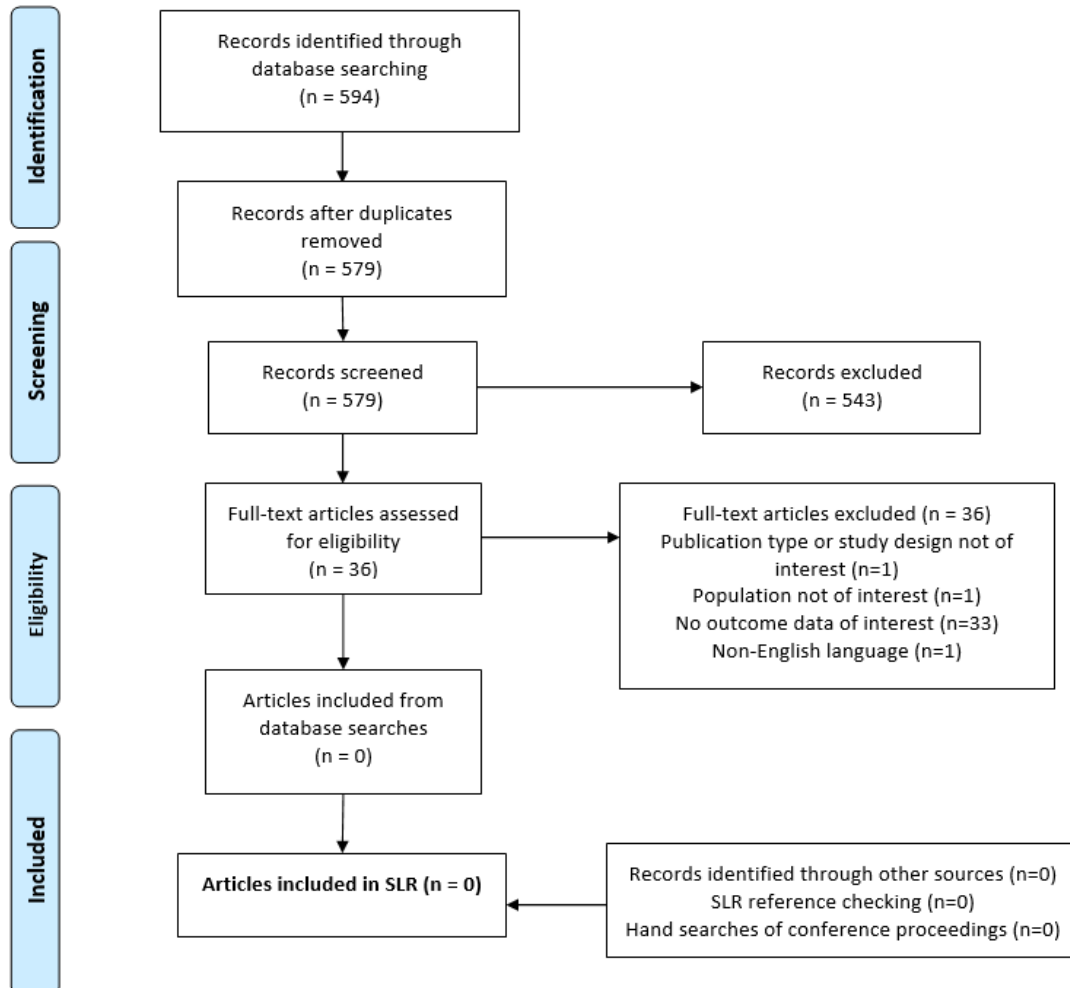 Identification
Records identified through
database searching
(n = 594)
Records after duplicates
removed
(n = 579)
Screening
Records screened
(n = 579)
Records excluded
(n = 543)
Eligibility
Full-text articles assessed
for eligibility
(n = 36)
Full-text articles excluded (n = 36)
Publication type or study design not of
interest (n=1)
Population not of interest (n=1)
No outcome data of interest (n=33)
Non-English language (n=1)
Articles included from
database searches
(n = 0)
Included
Articles included in SLR (n = 0)
Records identified through other sources (n=0)
SLR reference checking (n=0)
Hand searches of conference proceedings (n=0)